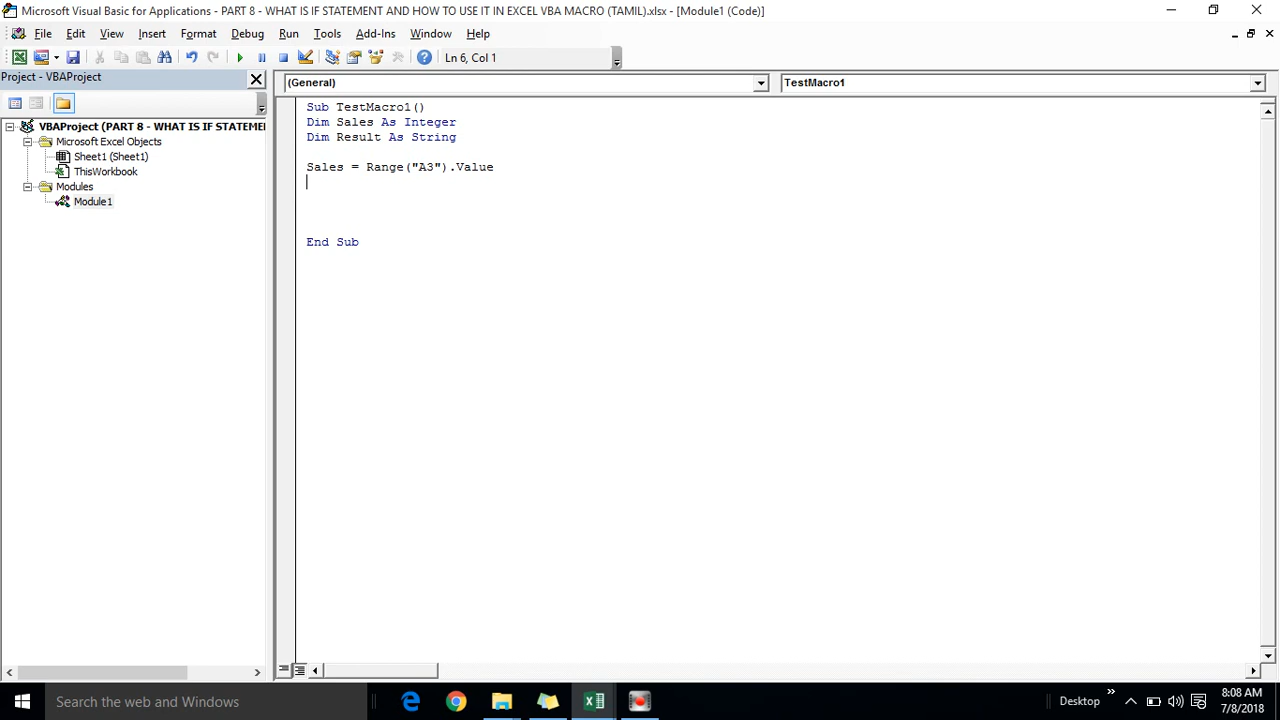 Microsoft Visual Basic for Applications - PART 8 - WHAT IS IF STATEMENT AND HOW TO USE IT IN EXCEL VBA MACRO (TAMIL).xlsx - [Module1 (Code)]
File Edit View Insert Format Debug Run Tools Add-Ins Window Help
Ln 6, Col 1
Project - VBAProject
(General)
TestMacro1
VBAProject (PART 8 - WHAT IS IF STATEME
Microsoft Excel Objects
Sheet1 (Sheet1)
ThisWorkbook
Modules
Module1
Sub TestMacro1()
Dim Sales As Integer
Dim Result As String
Sales = Range("A3").Value
End Sub
Search the web and Windows
Desktop
8:08 AM
7/8/2018